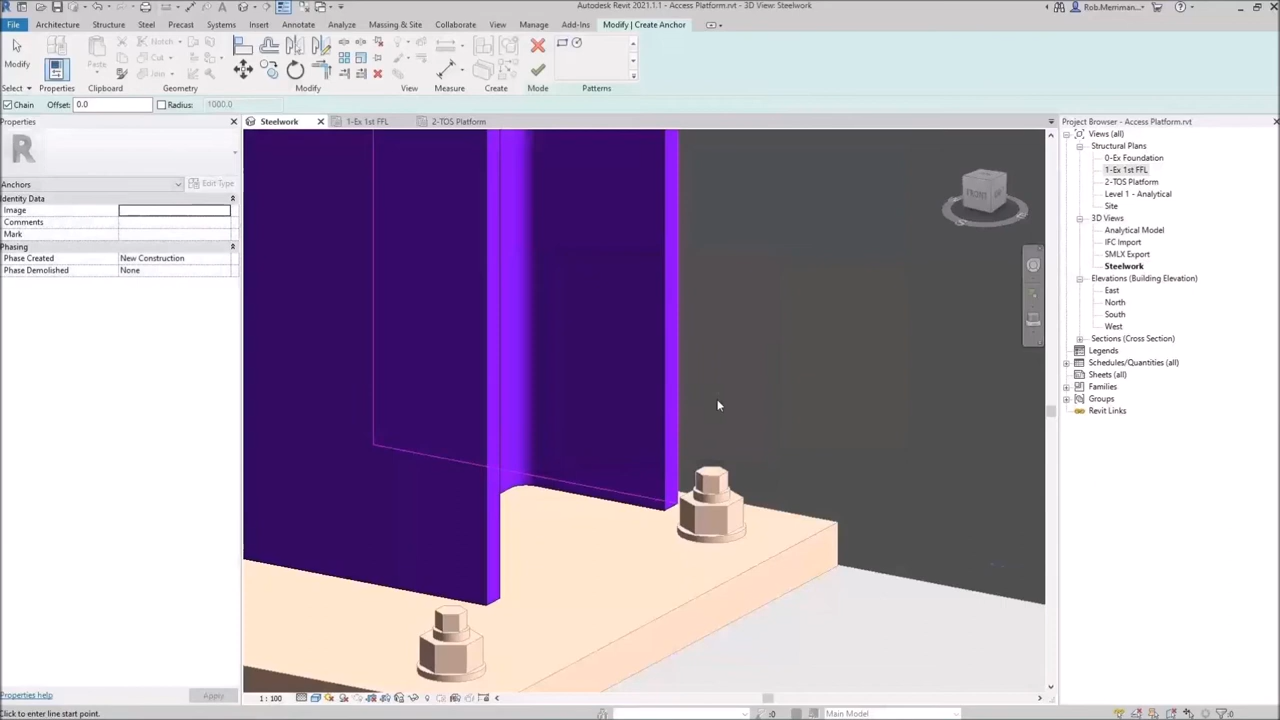 Autodesk Revit 2021.1.1 - Access Platform.rvt - 3D View: Steelwork
Rob.Merriman...
File Architecture Structure Steel Precast Systems Insert Annotate Analyze Massing & Site Collaborate View Manage Add-Ins Modify | Create Anchor
Modify Paste Notch Cut Join
Select Properties Clipboard Geometry Modify View Measure Create Mode Patterns
Chain Offset: 0.0 Radius: 1000.0
Properties
Steelwork 1-Ex 1st FFL 2-TOS Platform
Project Browser - Access Platform.rvt
R
Anchors Edit Type
Identity Data
Image
Comments
Mark
Phasing
Phase Created New Construction
Phase Demolished None
FRONT
Views (all)
Structural Plans
0-Ex Foundation
1-Ex 1st FFL
2-TOS Platform
Level 1 - Analytical
Site
3D Views
Analytical Model
IFC Import
SMLX Export
Steelwork
Elevations (Building Elevation)
East
North
South
West
Sections (Cross Section)
Legends
Schedules/Quantities (all)
Sheets (all)
Families
Groups
Revit Links
Properties help Apply
1 : 100
Click to enter line start point.
:0 Main Model :0